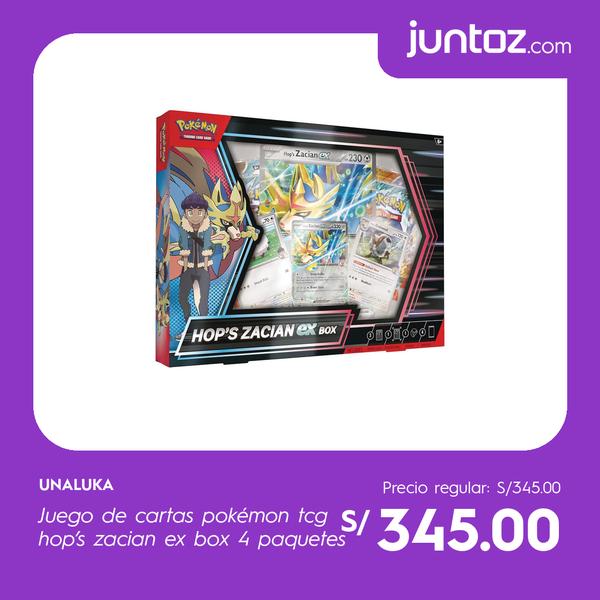 juntoz.com
Pokémon
TRADING CARD GAME
Hop's Zacian ex 230
Pokémon
HOP'S ZACIAN ex BOX
UNALUKA
Precio regular: S/345.00
Juego de cartas pokémon tcg
hop's zacian ex box 4 paquetes
S/ 345.00